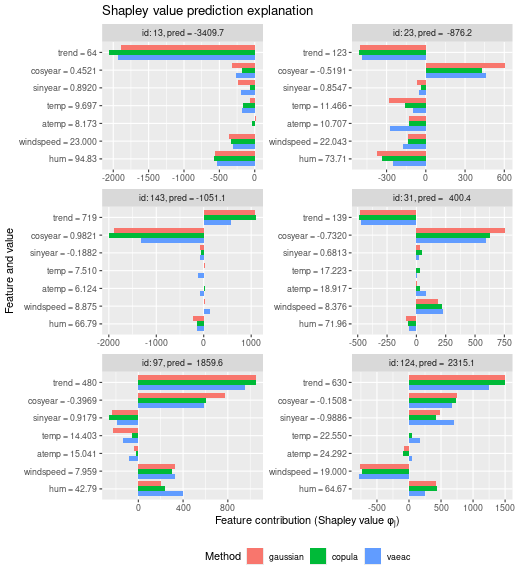 Shapley value prediction explanation
id: 13, pred = -3409.7
trend = 64
cosyear = 0.4521
sinyear = 0.8920
temp = 9.697
atemp = 8.173
windspeed = 23.000
hum = 94.83
-2000 -1500 -1000 -500 0
id: 23, pred = -876.2
trend = 123
cosyear = -0.5191
sinyear = 0.8547
temp = 11.466
atemp = 10.707
windspeed = 22.043
hum = 73.71
-300 0 300 600
id: 143, pred = -1051.1
trend = 719
cosyear = 0.9821
sinyear = -0.1882
temp = 7.510
atemp = 6.124
windspeed = 8.875
hum = 66.79
-2000 -1000 0 1000
id: 31, pred = 400.4
trend = 139
cosyear = -0.7320
sinyear = 0.6813
temp = 17.223
atemp = 18.917
windspeed = 8.376
hum = 71.96
-500 -250 0 250 500 750
id: 97, pred = 1859.6
trend = 480
cosyear = -0.3969
sinyear = 0.9179
temp = 14.403
atemp = 15.041
windspeed = 7.959
hum = 42.79
0 400 800
id: 124, pred = 2315.1
trend = 630
cosyear = -0.1508
sinyear = -0.9886
temp = 22.550
atemp = 24.292
windspeed = 19.000
hum = 64.67
-500 0 500 1000 1500
Feature and value
Feature contribution (Shapley value φj)
Method gaussian copula vaeac